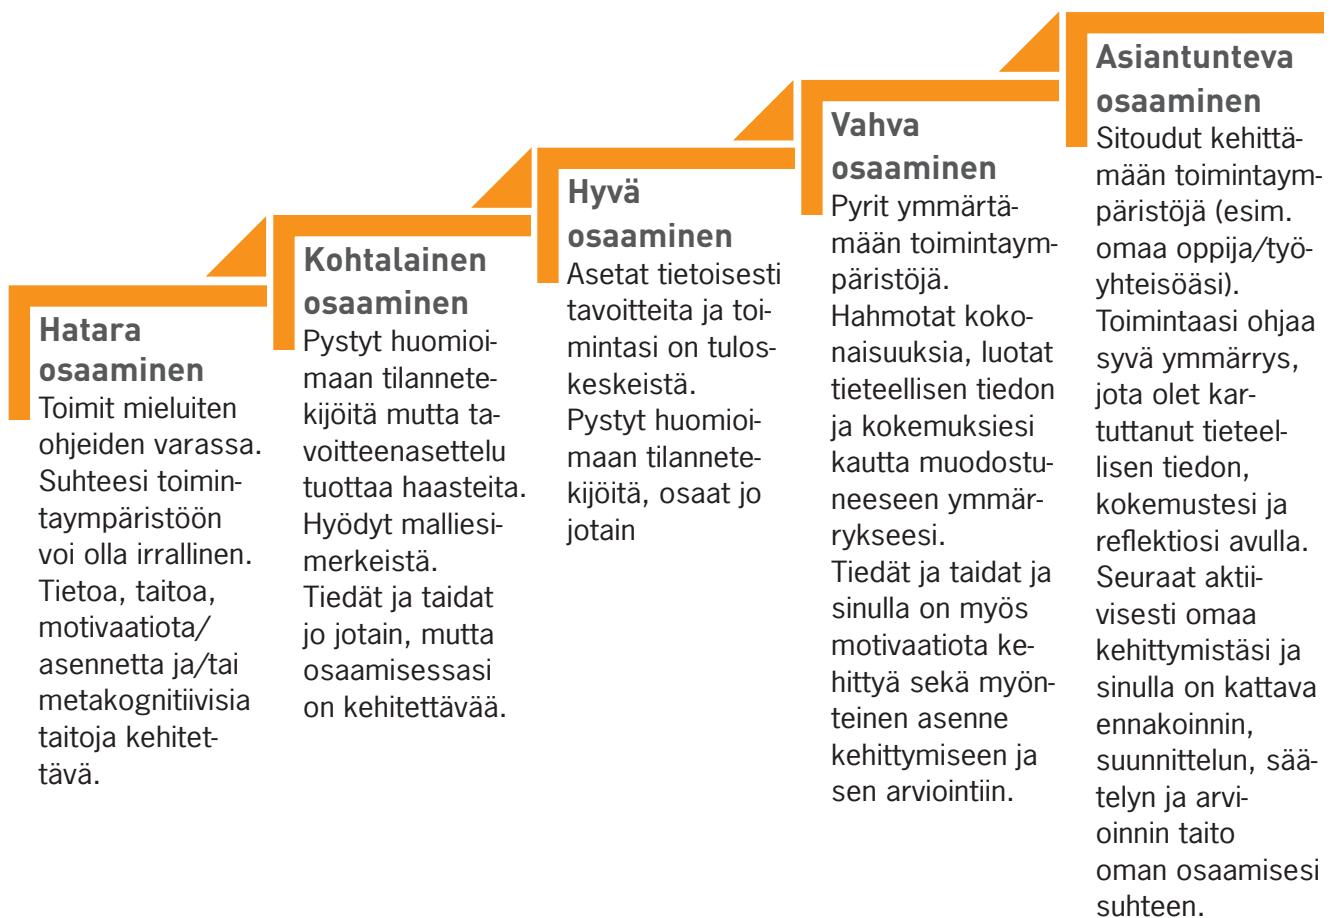 Hatara
osaaminen
Toimit mieluiten
ohjeiden varassa.
Suhteesi toimin-
taympäristöön
voi olla irrallinen.
Tietoa, taitoa,
motivaatiota/
asennetta ja/tai
metakognitiivisia
taitoja kehitet-
tävä.
Kohtalainen
osaaminen
Pystyt huomioi-
maan tilannete-
kijöitä mutta ta-
voitteenasettelu
tuottaa haasteita.
Hyödyt malliesi-
merkeistä.
Tiedät ja taidat
jo jotain, mutta
osaamisessasi
on kehitettävää.
Hyvä
osaaminen
Asetat tietoisesti
tavoitteita ja toi-
mintasi on tulos-
keskeistä.
Pystyt huomioi-
maan tilannete-
kijöitä, osaat jo
jotain
Vahva
osaaminen
Pyrit ymmärtä-
mään toimintaym-
päristöjä.
Hahmotat koko-
naisuuksia, luotat
tieteellisen tiedon
ja kokemuksiesi
kautta muodostu-
neeseen ymmär-
rykseesi.
Tiedät ja taidat ja
sinulla on myös
motivaatiota ke-
hittyä sekä myön-
teinen asenne
kehittymiseen ja
sen arviointiin.
Asiantunteva
osaaminen
Sitoudut kehittä-
mään toimintaym-
päristöjä (esim.
omaa oppija/työ-
yhteisöäsi).
Toimintaasi ohjaa
syvä ymmärrys,
jota olet kar-
tuttanut tieteel-
lisen tiedon,
kokemustesi ja
reflektiosi avulla.
Seuraat aktii-
visesti omaa
kehittymistäsi ja
sinulla on kattava
ennakoinnin,
suunnittelun, sää-
telyn ja arvi-
oinnin taito
oman osaamisesi
suhteen.